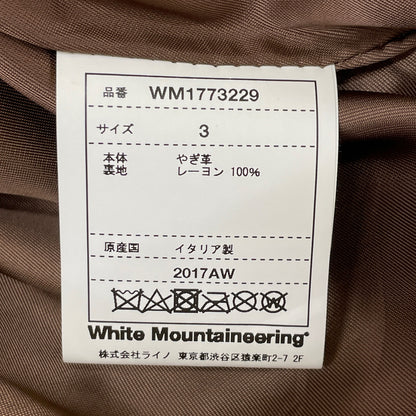 品番 WM1773229
サイズ 3
本体 やぎ革
裏地 レーヨン 100%
原産国 イタリア製
2017AW
White Mountaineering®
株式会社ライノ 東京都渋谷区猿楽町2-7 2F